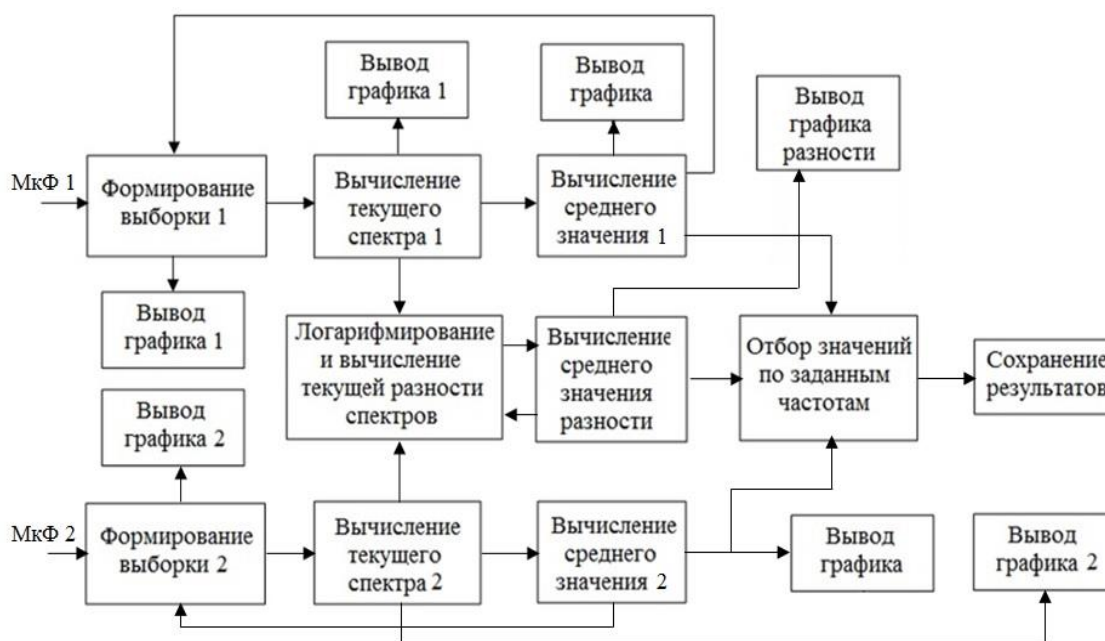 МкФ 1
Формирование
выборки 1
Вывод
графика 1
Вычисление
текущего
спектра 1
Вывод
графика 1
Вычисление
среднего
значения 1
Вывод
графика
Вывод
графика
разности
Логарифмирование
и вычисление
текущей разности
спектров
Вычисление
среднего
значения
разности
Отбор значений
по заданным
частотам
Сохранение
результатов
Вывод
графика 2
МкФ 2
Формирование
выборки 2
Вычисление
текущего
спектра 2
Вычисление
среднего
значения 2
Вывод
графика
Вывод
графика 2